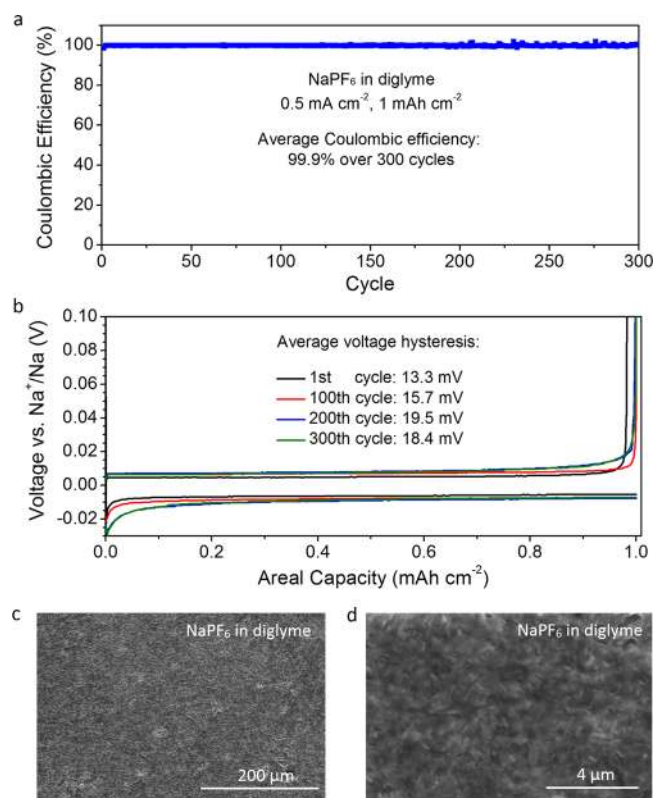 a
Coulombic Efficiency (%)
120
100
80
60
40
20
0
NaPF₆ in diglyme
0.5 mA cm⁻², 1 mAh cm⁻²
Average Coulombic efficiency:
99.9% over 300 cycles
0 50 100 150 200 250 300
Cycle
b
Voltage vs. Na⁺/Na (V)
0.10
0.08
0.06
0.04
0.02
0.00
-0.02
Average voltage hysteresis:
1st cycle: 13.3 mV
100th cycle: 15.7 mV
200th cycle: 19.5 mV
300th cycle: 18.4 mV
0.0 0.2 0.4 0.6 0.8 1.0
Areal Capacity (mAh cm⁻²)
c
NaPF₆ in diglyme
200 µm
d
NaPF₆ in diglyme
4 µm